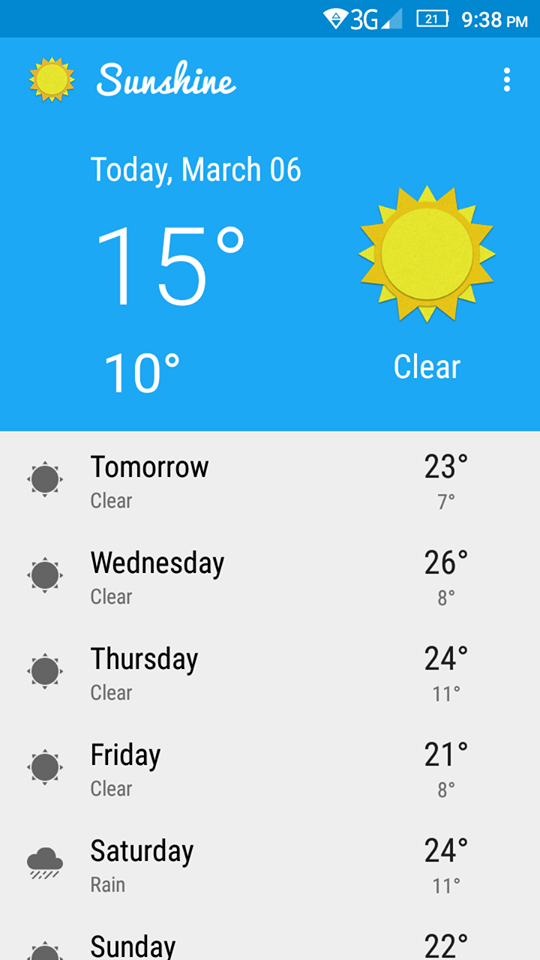 3G 21 9:38 PM
Sunshine
Today, March 06
15°
10°
Clear
Tomorrow 23°
Clear 7°
Wednesday 26°
Clear 8°
Thursday 24°
Clear 11°
Friday 21°
Clear 8°
Saturday 24°
Rain 11°
Sunday 22°